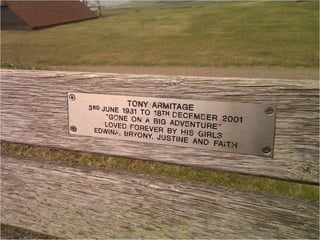 TONY ARMITAGE
3RD JUNE 1931 TO 18TH DECEMBER 2001
"GONE ON A BIG ADVENTURE"
LOVED FOREVER BY HIS GIRLS
EDWINA, BRYONY, JUSTINE AND FAITH